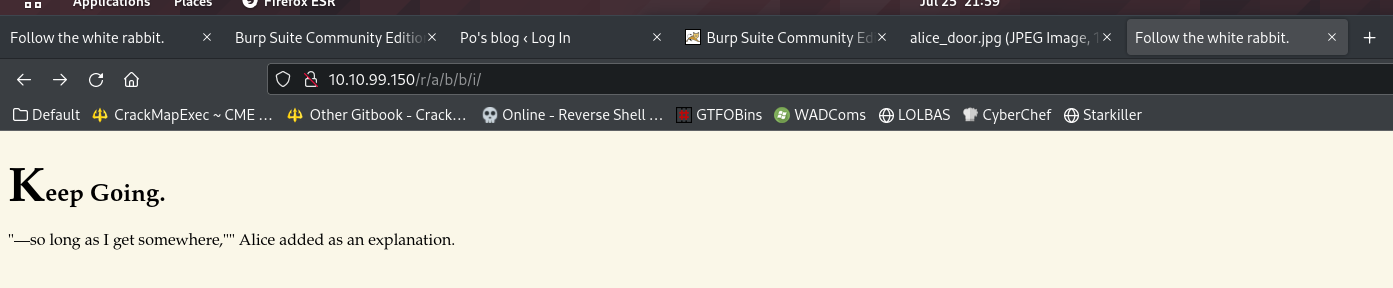 Applications Places Firefox ESR Jul 25 21:59
Follow the white rabbit. × Burp Suite Community Editio × Po's blog ‹ Log In × Burp Suite Community Ed × alice_door.jpg (JPEG Image, 1 × Follow the white rabbit. × +
10.10.99.150/r/a/b/b/i/
Default CrackMapExec ~ CME … Other Gitbook - Crack… Online - Reverse Shell … GTFOBins WADComs LOLBAS CyberChef Starkiller
Keep Going.
"—so long as I get somewhere,"" Alice added as an explanation.